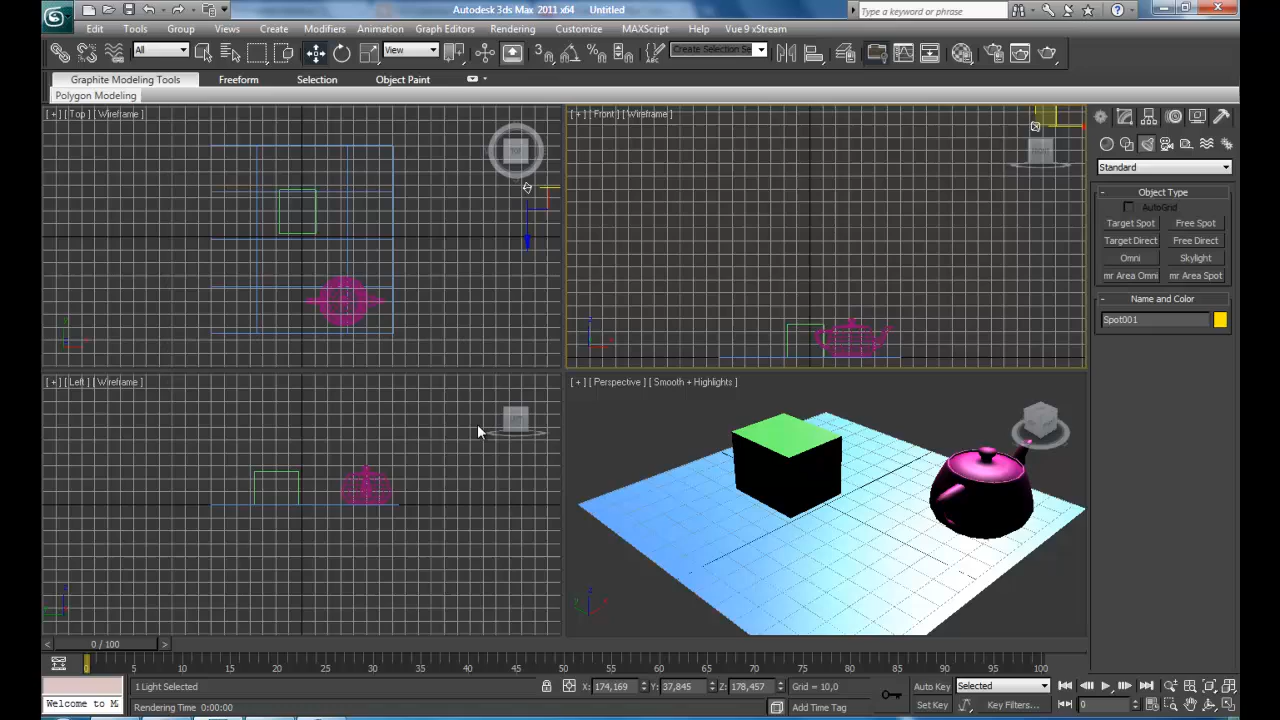 Autodesk 3ds Max 2011 x64 Untitled
Type a keyword or phrase
Edit Tools Group Views Create Modifiers Animation Graph Editors Rendering Customize MAXScript Help Vue 9 xStream
All View Create Selection Se
Graphite Modeling Tools Freeform Selection Object Paint
Polygon Modeling
[ + ] [ Top ] [ Wireframe ]
[ + ] [ Front ] [ Wireframe ]
Standard
- Object Type
AutoGrid
Target Spot Free Spot
Target Direct Free Direct
Omni Skylight
mr Area Omni mr Area Spot
- Name and Color
Spot001
[ + ] [ Left ] [ Wireframe ]
[ + ] [ Perspective ] [ Smooth + Highlights ]
< 0 / 100 >
0 5 10 15 20 25 30 35 40 45 50 55 60 65 70 75 80 85 90 95 100
1 Light Selected X: 174,169 Y: 37,845 Z: 178,457 Grid = 10,0 Auto Key Selected
Welcome to M Rendering Time 0:00:00 Add Time Tag Set Key Key Filters... 0